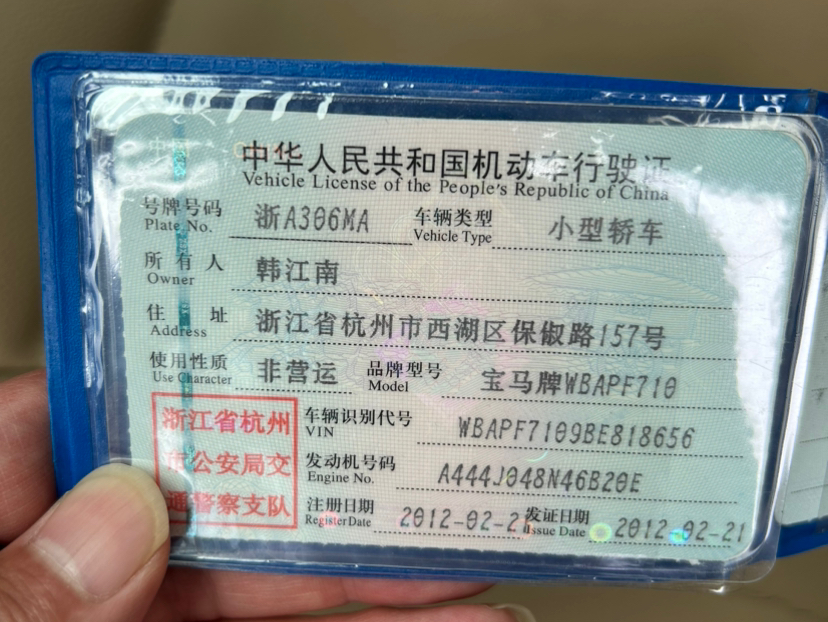 中华人民共和国机动车行驶证
Vehicle License of the People's Republic of China
号牌号码 浙A306MA 车辆类型 小型轿车
Plate No. Vehicle Type
所有人 韩江南
Owner
住址 浙江省杭州市西湖区保俶路157号
Address
使用性质 非营运 品牌型号 宝马牌WBAPF710
Use Character Model
浙江省杭州 车辆识别代号 WBAPF7109BE818656
VIN
市公安局交 发动机号码 A444J048N46B20E
Engine No.
通警察支队 注册日期 2012-02-21 发证日期 2012-02-21
Register Date Issue Date